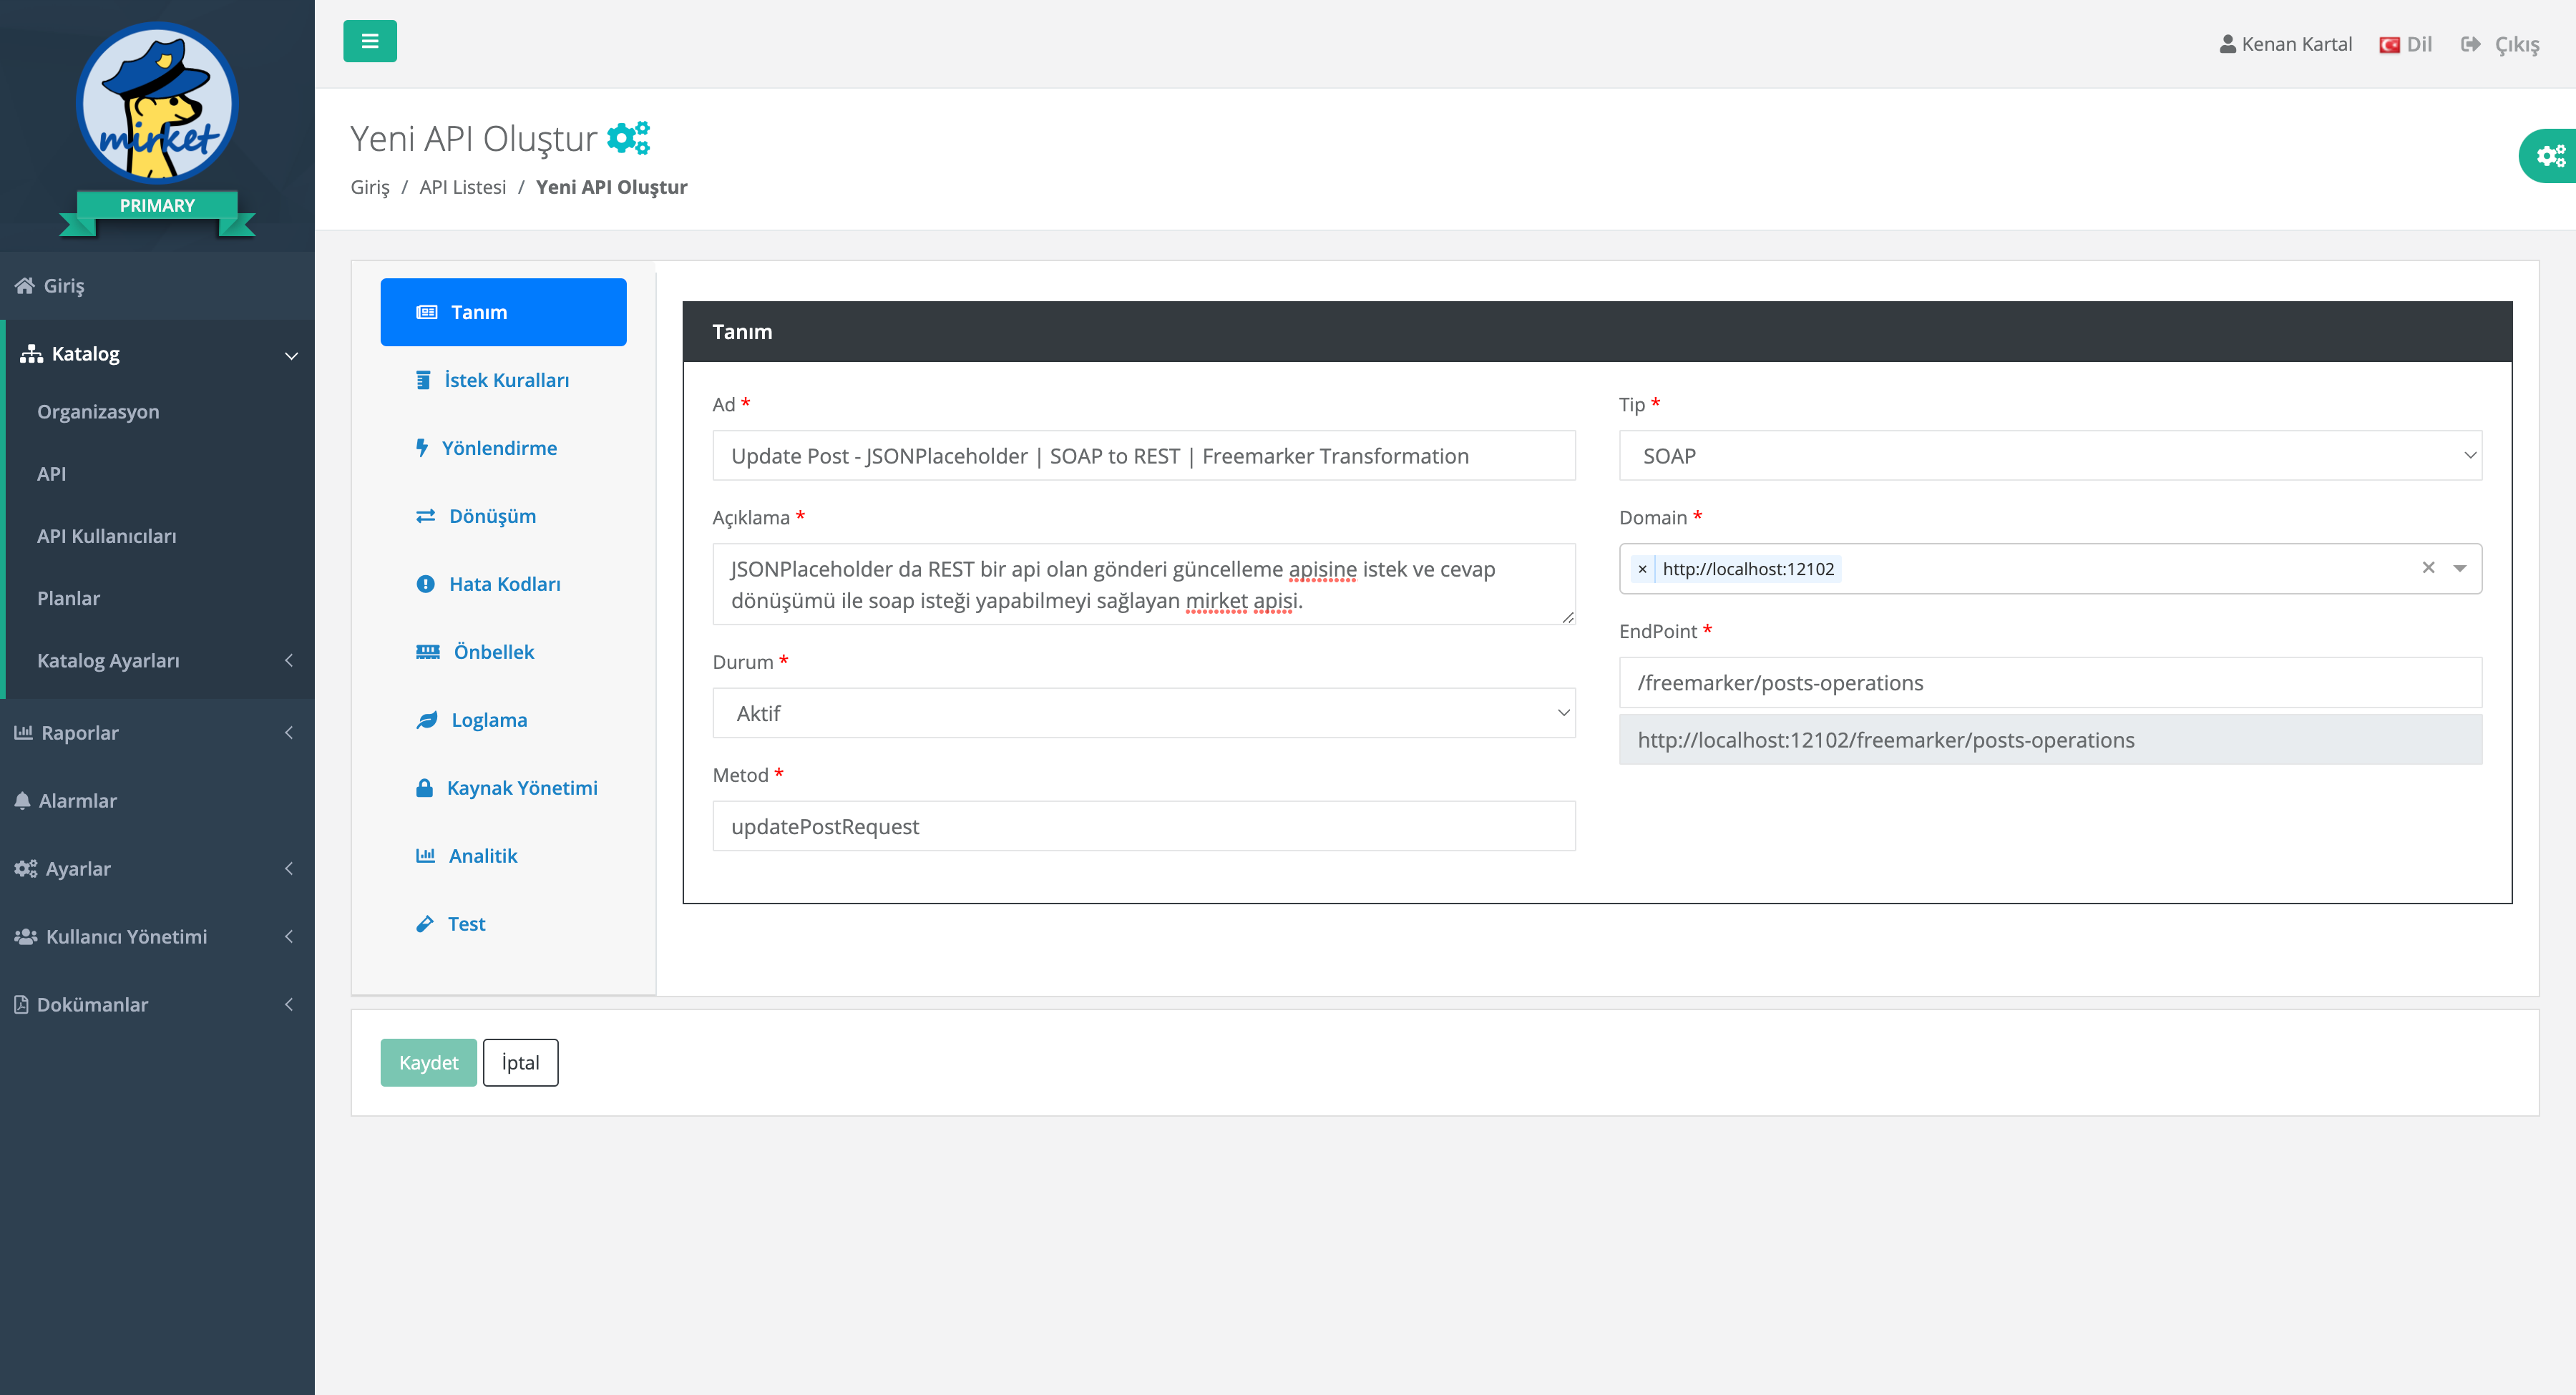 mirket
PRIMARY
Giriş
Katalog
Organizasyon
API
API Kullanıcıları
Planlar
Katalog Ayarları
Raporlar
Alarmlar
Ayarlar
Kullanıcı Yönetimi
Dokümanlar
Kenan Kartal Dil Çıkış
Yeni API Oluştur
Giriş / API Listesi / Yeni API Oluştur
Tanım
İstek Kuralları
Yönlendirme
Dönüşüm
Hata Kodları
Önbellek
Loglama
Kaynak Yönetimi
Analitik
Test
Tanım
Ad *
Update Post - JSONPlaceholder | SOAP to REST | Freemarker Transformation
Açıklama *
JSONPlaceholder da REST bir api olan gönderi güncelleme apisine istek ve cevap
dönüşümü ile soap isteği yapabilmeyi sağlayan mirket apisi.
Durum *
Aktif
Metod *
updatePostRequest
Tip *
SOAP
Domain *
× http://localhost:12102 ×
EndPoint *
/freemarker/posts-operations
http://localhost:12102/freemarker/posts-operations
Kaydet İptal